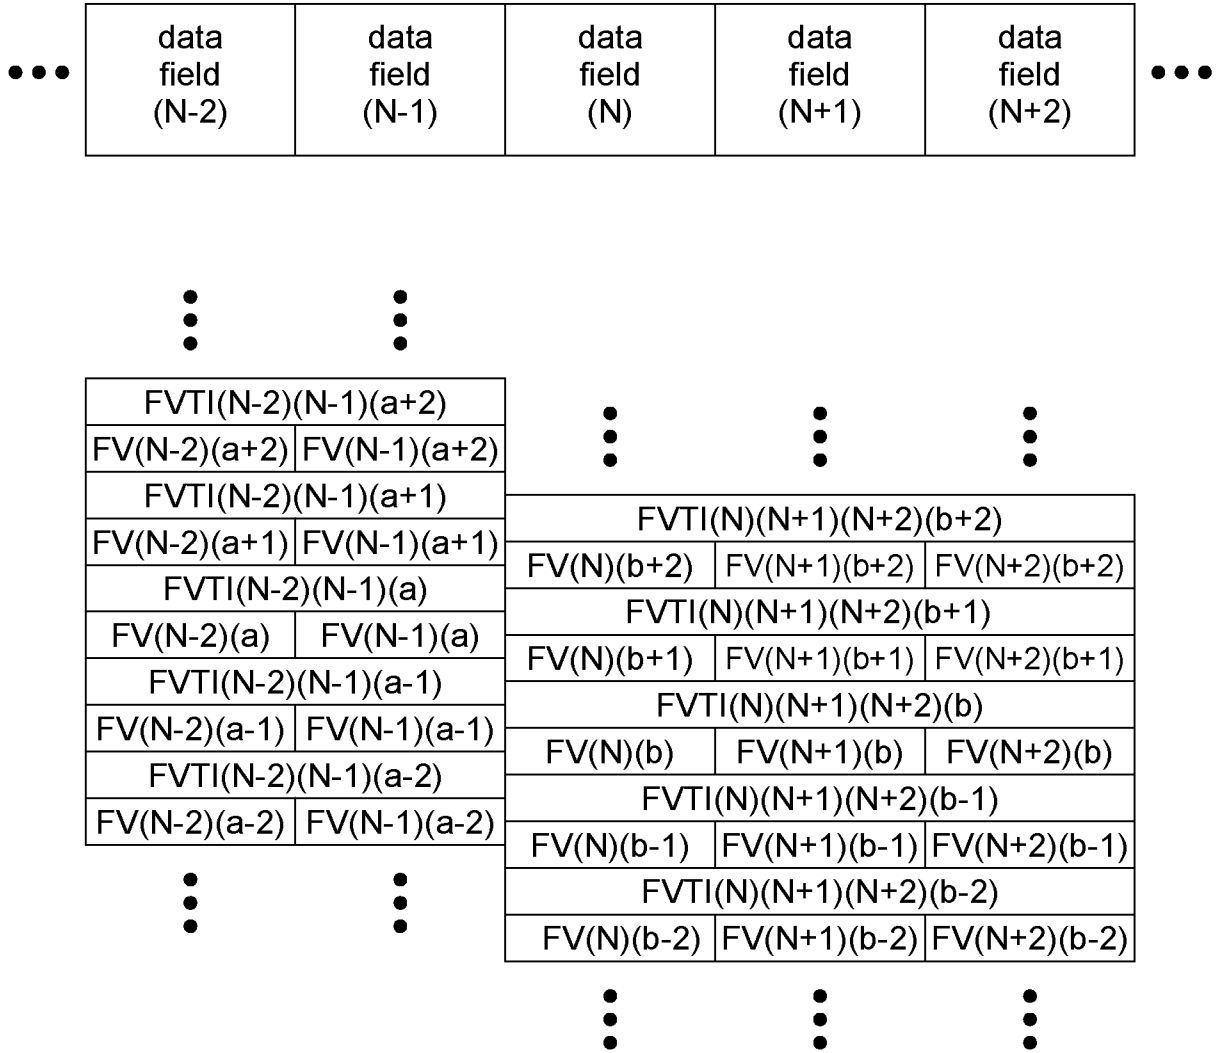 data field (N-2)
data field (N-1)
data field (N)
data field (N+1)
data field (N+2)
FVTI(N-2)(N-1)(a+2)
FV(N-2)(a+2) FV(N-1)(a+2)
FVTI(N-2)(N-1)(a+1)
FV(N-2)(a+1) FV(N-1)(a+1)
FVTI(N-2)(N-1)(a)
FV(N-2)(a) FV(N-1)(a)
FVTI(N-2)(N-1)(a-1)
FV(N-2)(a-1) FV(N-1)(a-1)
FVTI(N-2)(N-1)(a-2)
FV(N-2)(a-2) FV(N-1)(a-2)
FVTI(N)(N+1)(N+2)(b+2)
FV(N)(b+2) FV(N+1)(b+2) FV(N+2)(b+2)
FVTI(N)(N+1)(N+2)(b+1)
FV(N)(b+1) FV(N+1)(b+1) FV(N+2)(b+1)
FVTI(N)(N+1)(N+2)(b)
FV(N)(b) FV(N+1)(b) FV(N+2)(b)
FVTI(N)(N+1)(N+2)(b-1)
FV(N)(b-1) FV(N+1)(b-1) FV(N+2)(b-1)
FVTI(N)(N+1)(N+2)(b-2)
FV(N)(b-2) FV(N+1)(b-2) FV(N+2)(b-2)